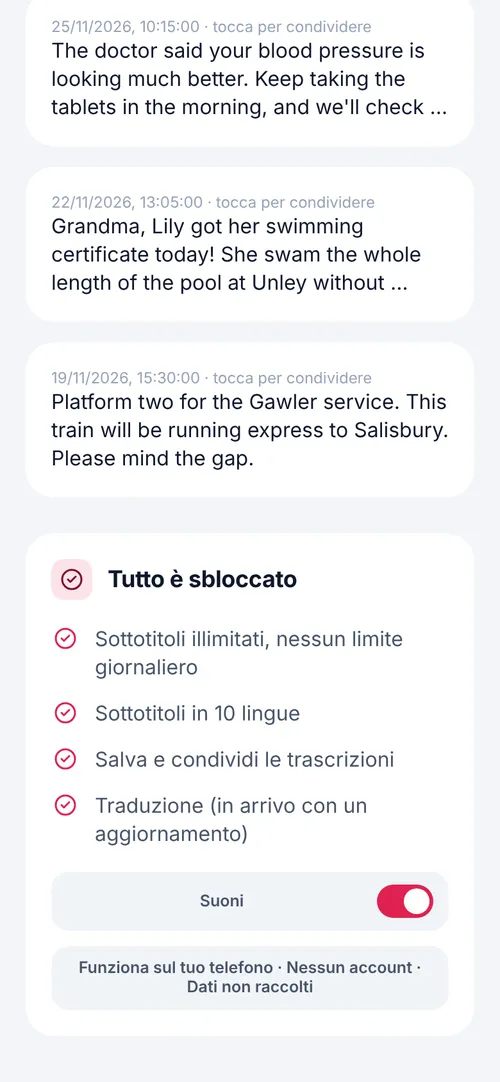 25/11/2026, 10:15:00 · tocca per condividere
The doctor said your blood pressure is
looking much better. Keep taking the
tablets in the morning, and we'll check ...
22/11/2026, 13:05:00 · tocca per condividere
Grandma, Lily got her swimming
certificate today! She swam the whole
length of the pool at Unley without ...
19/11/2026, 15:30:00 · tocca per condividere
Platform two for the Gawler service. This
train will be running express to Salisbury.
Please mind the gap.
Tutto è sbloccato
Sottotitoli illimitati, nessun limite
giornaliero
Sottotitoli in 10 lingue
Salva e condividi le trascrizioni
Traduzione (in arrivo con un
aggiornamento)
Suoni
Funziona sul tuo telefono · Nessun account ·
Dati non raccolti